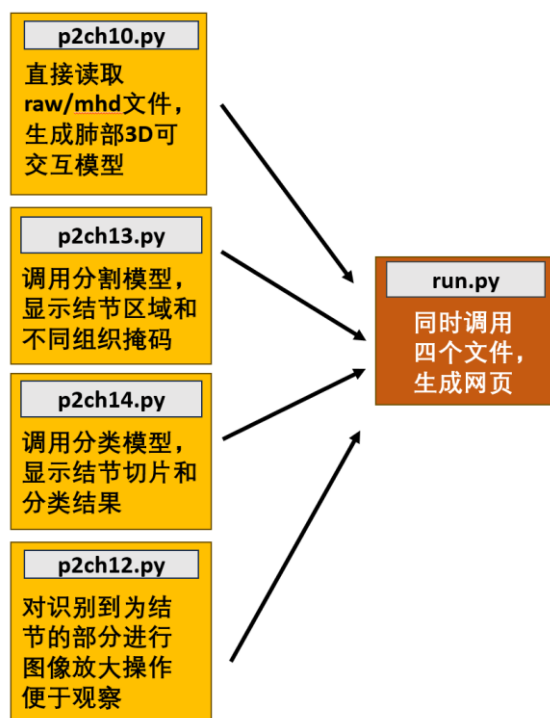 p2ch10.py
直接读取
raw/mhd文件，
生成肺部3D可
交互模型
p2ch13.py
调用分割模型，
显示结节区域和
不同组织掩码
p2ch14.py
调用分类模型，
显示结节切片和
分类结果
p2ch12.py
对识别到为结
节的部分进行
图像放大操作
便于观察
run.py
同时调用
四个文件，
生成网页